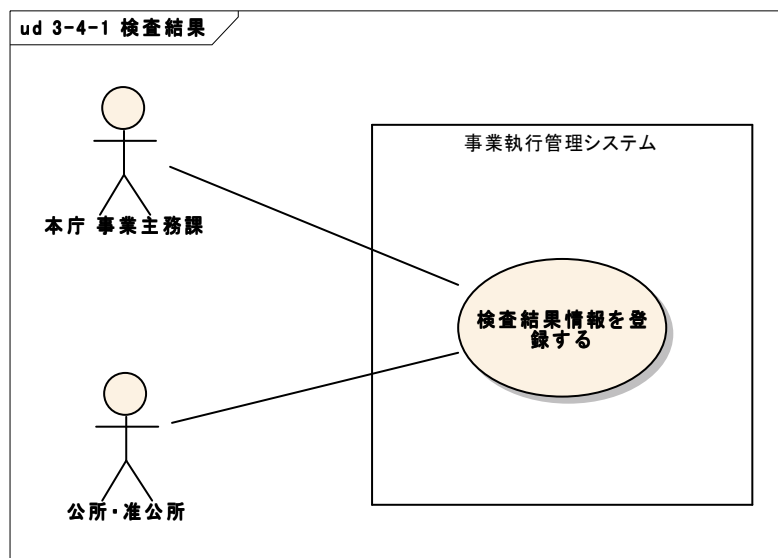 ud 3-4-1 検査結果
事業執行管理システム
本庁 事業主務課
検査結果情報を登
録する
公所・准公所